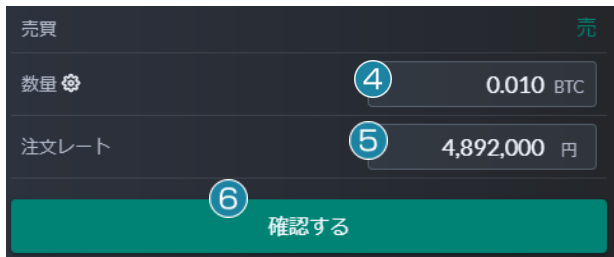 売買 売
数量 ④ 0.010 BTC
注文レート ⑤ 4,892,000 円
⑥
確認する